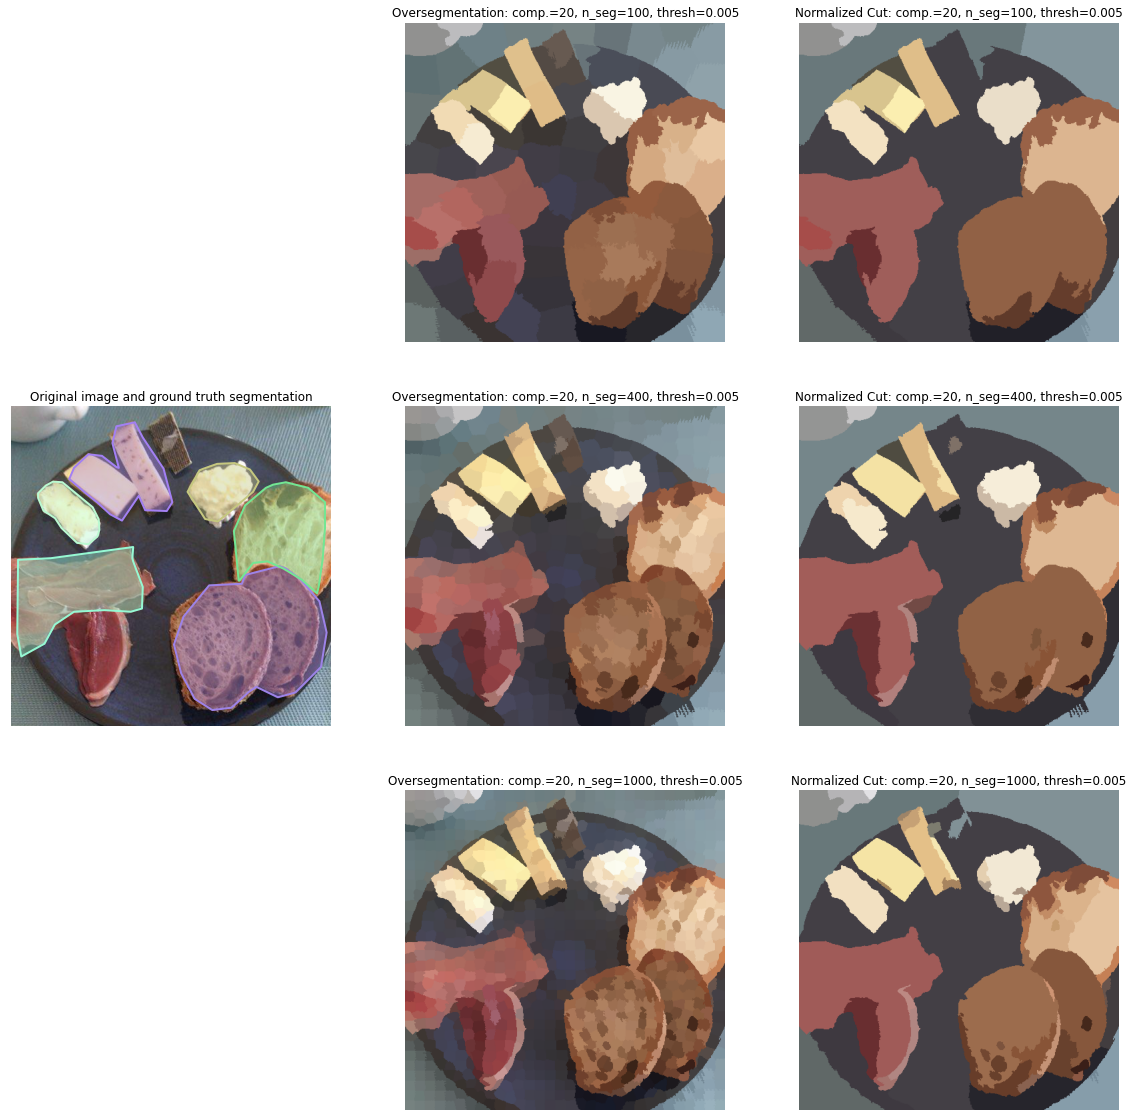 Oversegmentation: comp.=20, n_seg=100, thresh=0.005
Normalized Cut: comp.=20, n_seg=100, thresh=0.005
Original image and ground truth segmentation
Oversegmentation: comp.=20, n_seg=400, thresh=0.005
Normalized Cut: comp.=20, n_seg=400, thresh=0.005
Oversegmentation: comp.=20, n_seg=1000, thresh=0.005
Normalized Cut: comp.=20, n_seg=1000, thresh=0.005